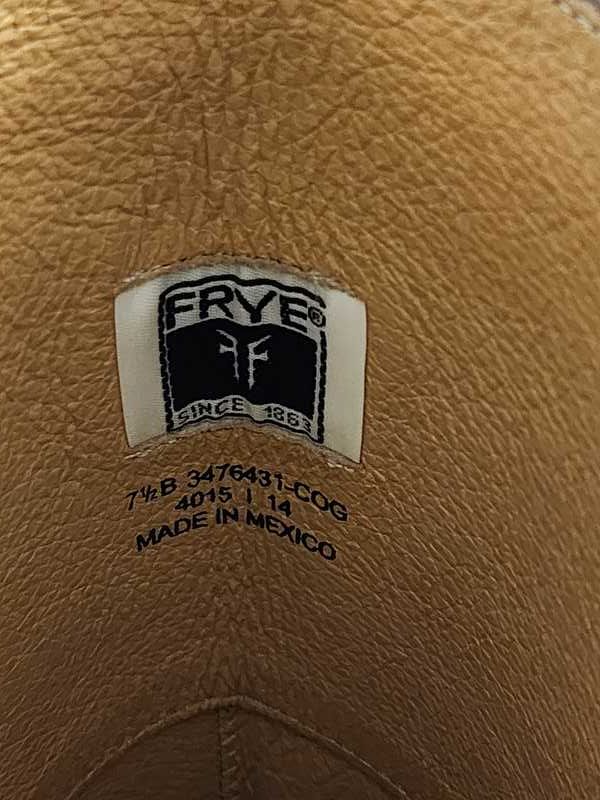 FRYE®
SINCE 1863
7½B 3476431-COG
4015 I 14
MADE IN MEXICO